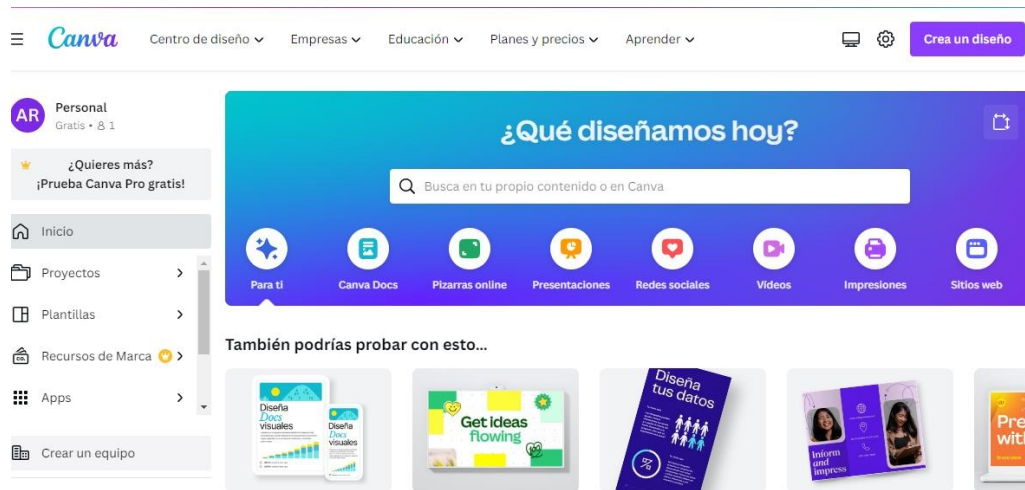 Canva
Centro de diseño
Empresas
Educación
Planes y precios
Aprender
Crea un diseño
AR
Personal
Gratis • 1
¿Quieres más?
¡Prueba Canva Pro gratis!
Inicio
Proyectos
Plantillas
Recursos de Marca
Apps
Crear un equipo
¿Qué diseñamos hoy?
Busca en tu propio contenido o en Canva
Para ti
Canva Docs
Pizarras online
Presentaciones
Redes sociales
Vídeos
Impresiones
Sitios web
También podrías probar con esto...
Diseña
Docs
visuales
Diseña
Docs
visuales
Get ideas
flowing
Diseña
tus datos
%
Inform
and
impress
Pre
with